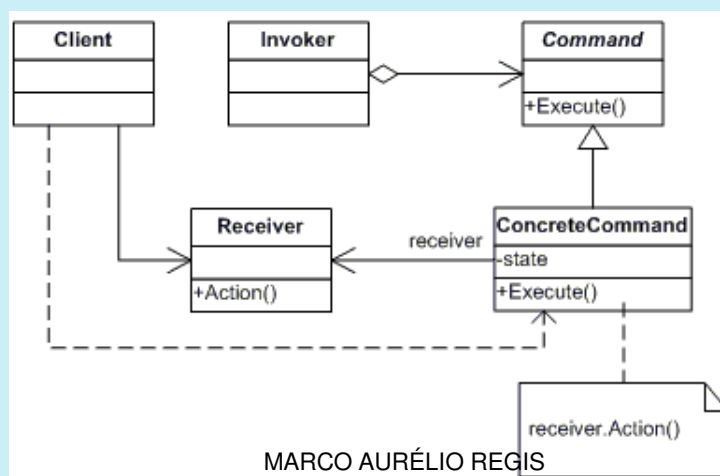 Client
Invoker
Command
+Execute()
Receiver
+Action()
receiver
ConcreteCommand
-state
+Execute()
receiver.Action()
MARCO AURÉLIO REGIS